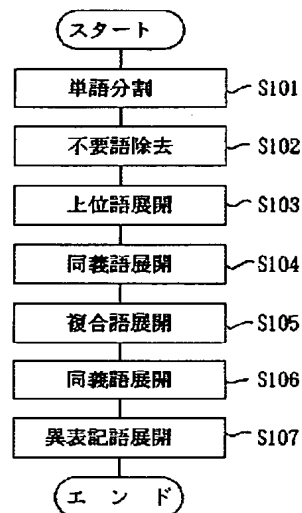 スタート
単語分割 S101
不要語除去 S102
上位語展開 S103
同義語展開 S104
複合語展開 S105
同義語展開 S106
異表記語展開 S107
エンド